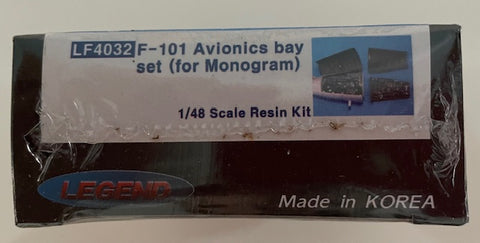 LF4032 F-101 Avionics bay
set (for Monogram)
1/48 Scale Resin Kit
LEGEND
Made in KOREA